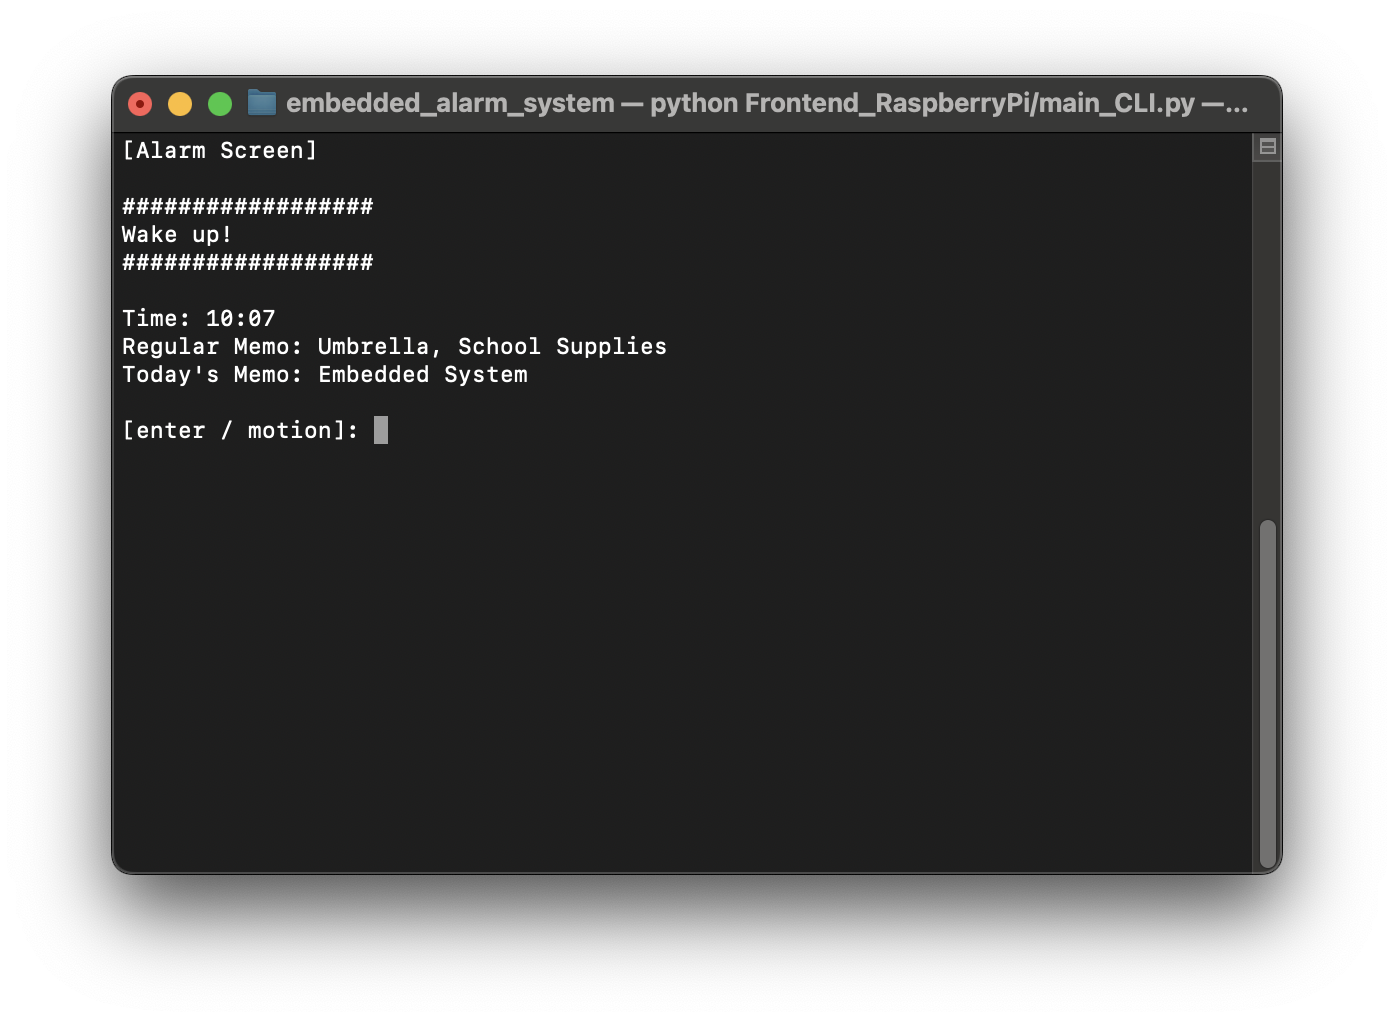 embedded_alarm_system — python Frontend_RaspberryPi/main_CLI.py —...
[Alarm Screen]
##################
Wake up!
##################
Time: 10:07
Regular Memo: Umbrella, School Supplies
Today's Memo: Embedded System
[enter / motion]: